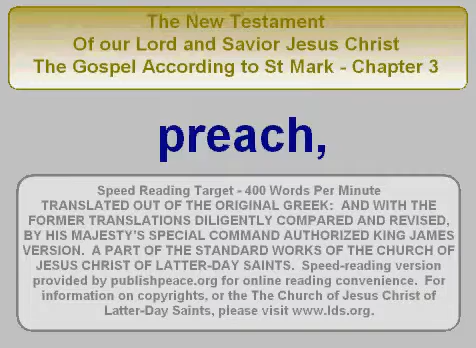 The New Testament
Of our Lord and Savior Jesus Christ
The Gospel According to St Mark - Chapter 3
preach,
Speed Reading Target - 400 Words Per Minute
TRANSLATED OUT OF THE ORIGINAL GREEK:  AND WITH THE
FORMER TRANSLATIONS DILIGENTLY COMPARED AND REVISED,
BY HIS MAJESTY'S SPECIAL COMMAND AUTHORIZED KING JAMES
VERSION.  A PART OF THE STANDARD WORKS OF THE CHURCH OF
JESUS CHRIST OF LATTER-DAY SAINTS.  Speed-reading version
provided by publishpeace.org for online reading convenience.  For
information on copyrights, or the The Church of Jesus Christ of
Latter-Day Saints, please visit www.lds.org.